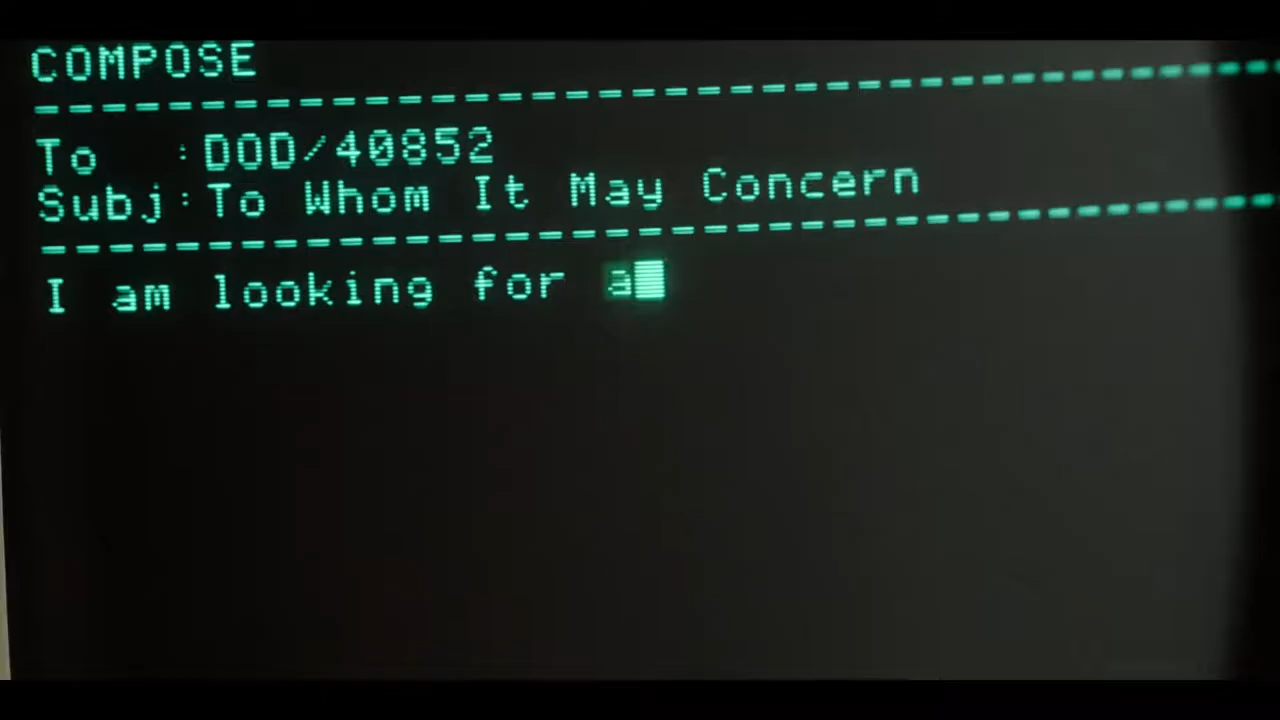 COMPOSE
To   :DOD/40852
Subj:To Whom It May Concern
I am looking for a